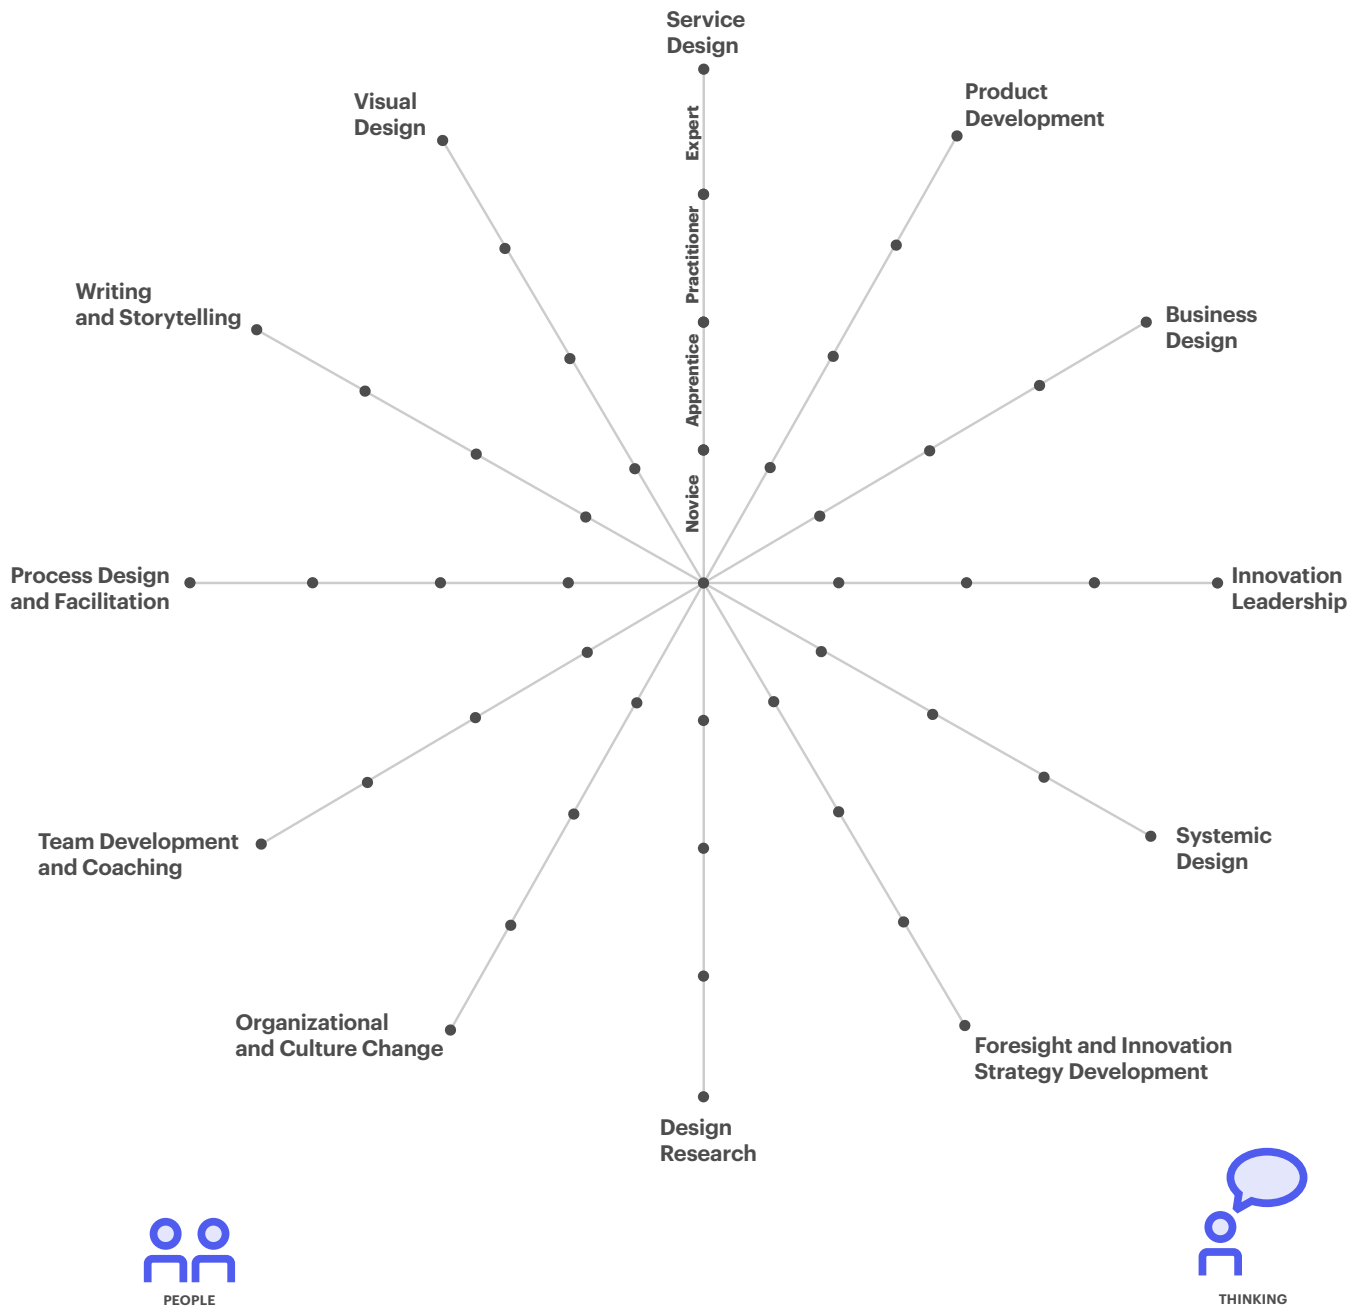 Service
Design
Visual
Design
Product
Development
Expert
Practitioner
Apprentice
Novice
Writing
and Storytelling
Business
Design
Process Design
and Facilitation
Innovation
Leadership
Team Development
and Coaching
Systemic
Design
Organizational
and Culture Change
Foresight and Innovation
Strategy Development
Design
Research
PEOPLE
THINKING